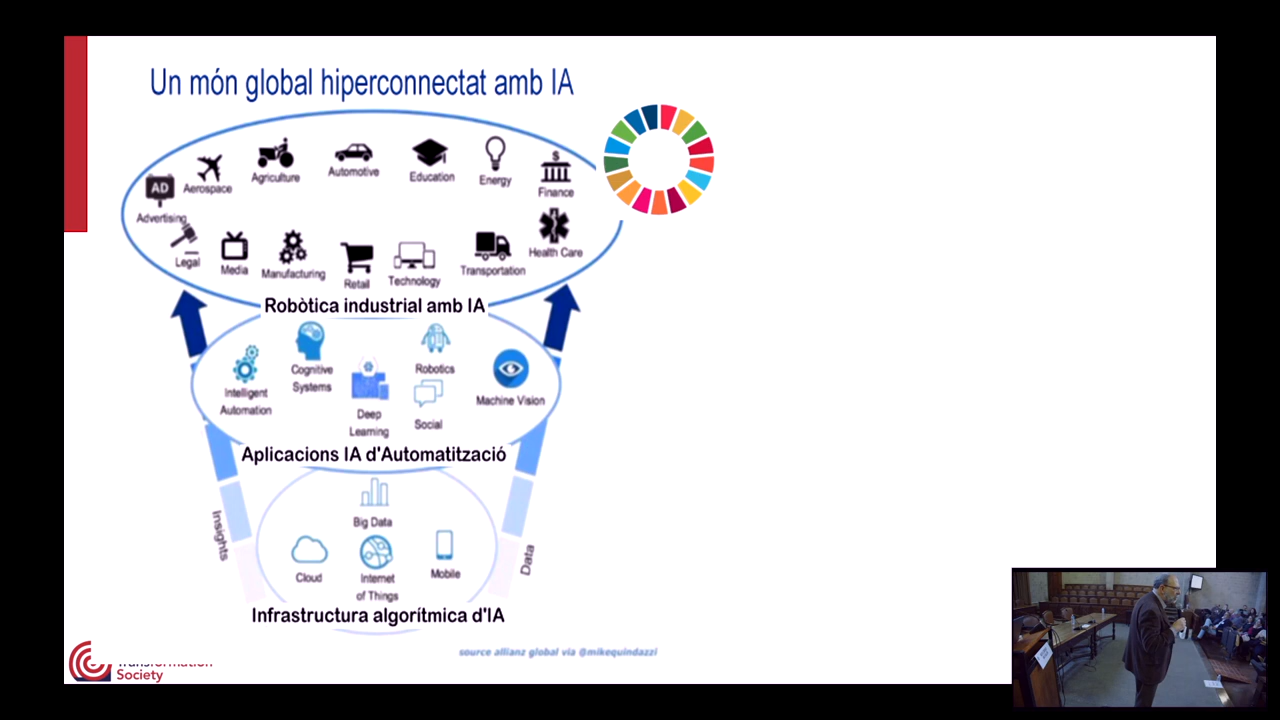 Un món global hiperconnectat amb IA
AD
Advertising
Aerospace
Agriculture
Automotive
Education
Energy
$
Finance
Legal
Media
Manufacturing
Retail
Technology
Transportation
Health Care
Robòtica industrial amb IA
Intelligent
Automation
Cognitive
Systems
Deep
Learning
Robotics
Social
Machine Vision
Aplicacions IA d'Automatització
Insights
Data
Big Data
Cloud
Internet
of Things
Mobile
Infrastructura algorítmica d'IA
source allianz global via @mikequindazzi
Transformation
Society